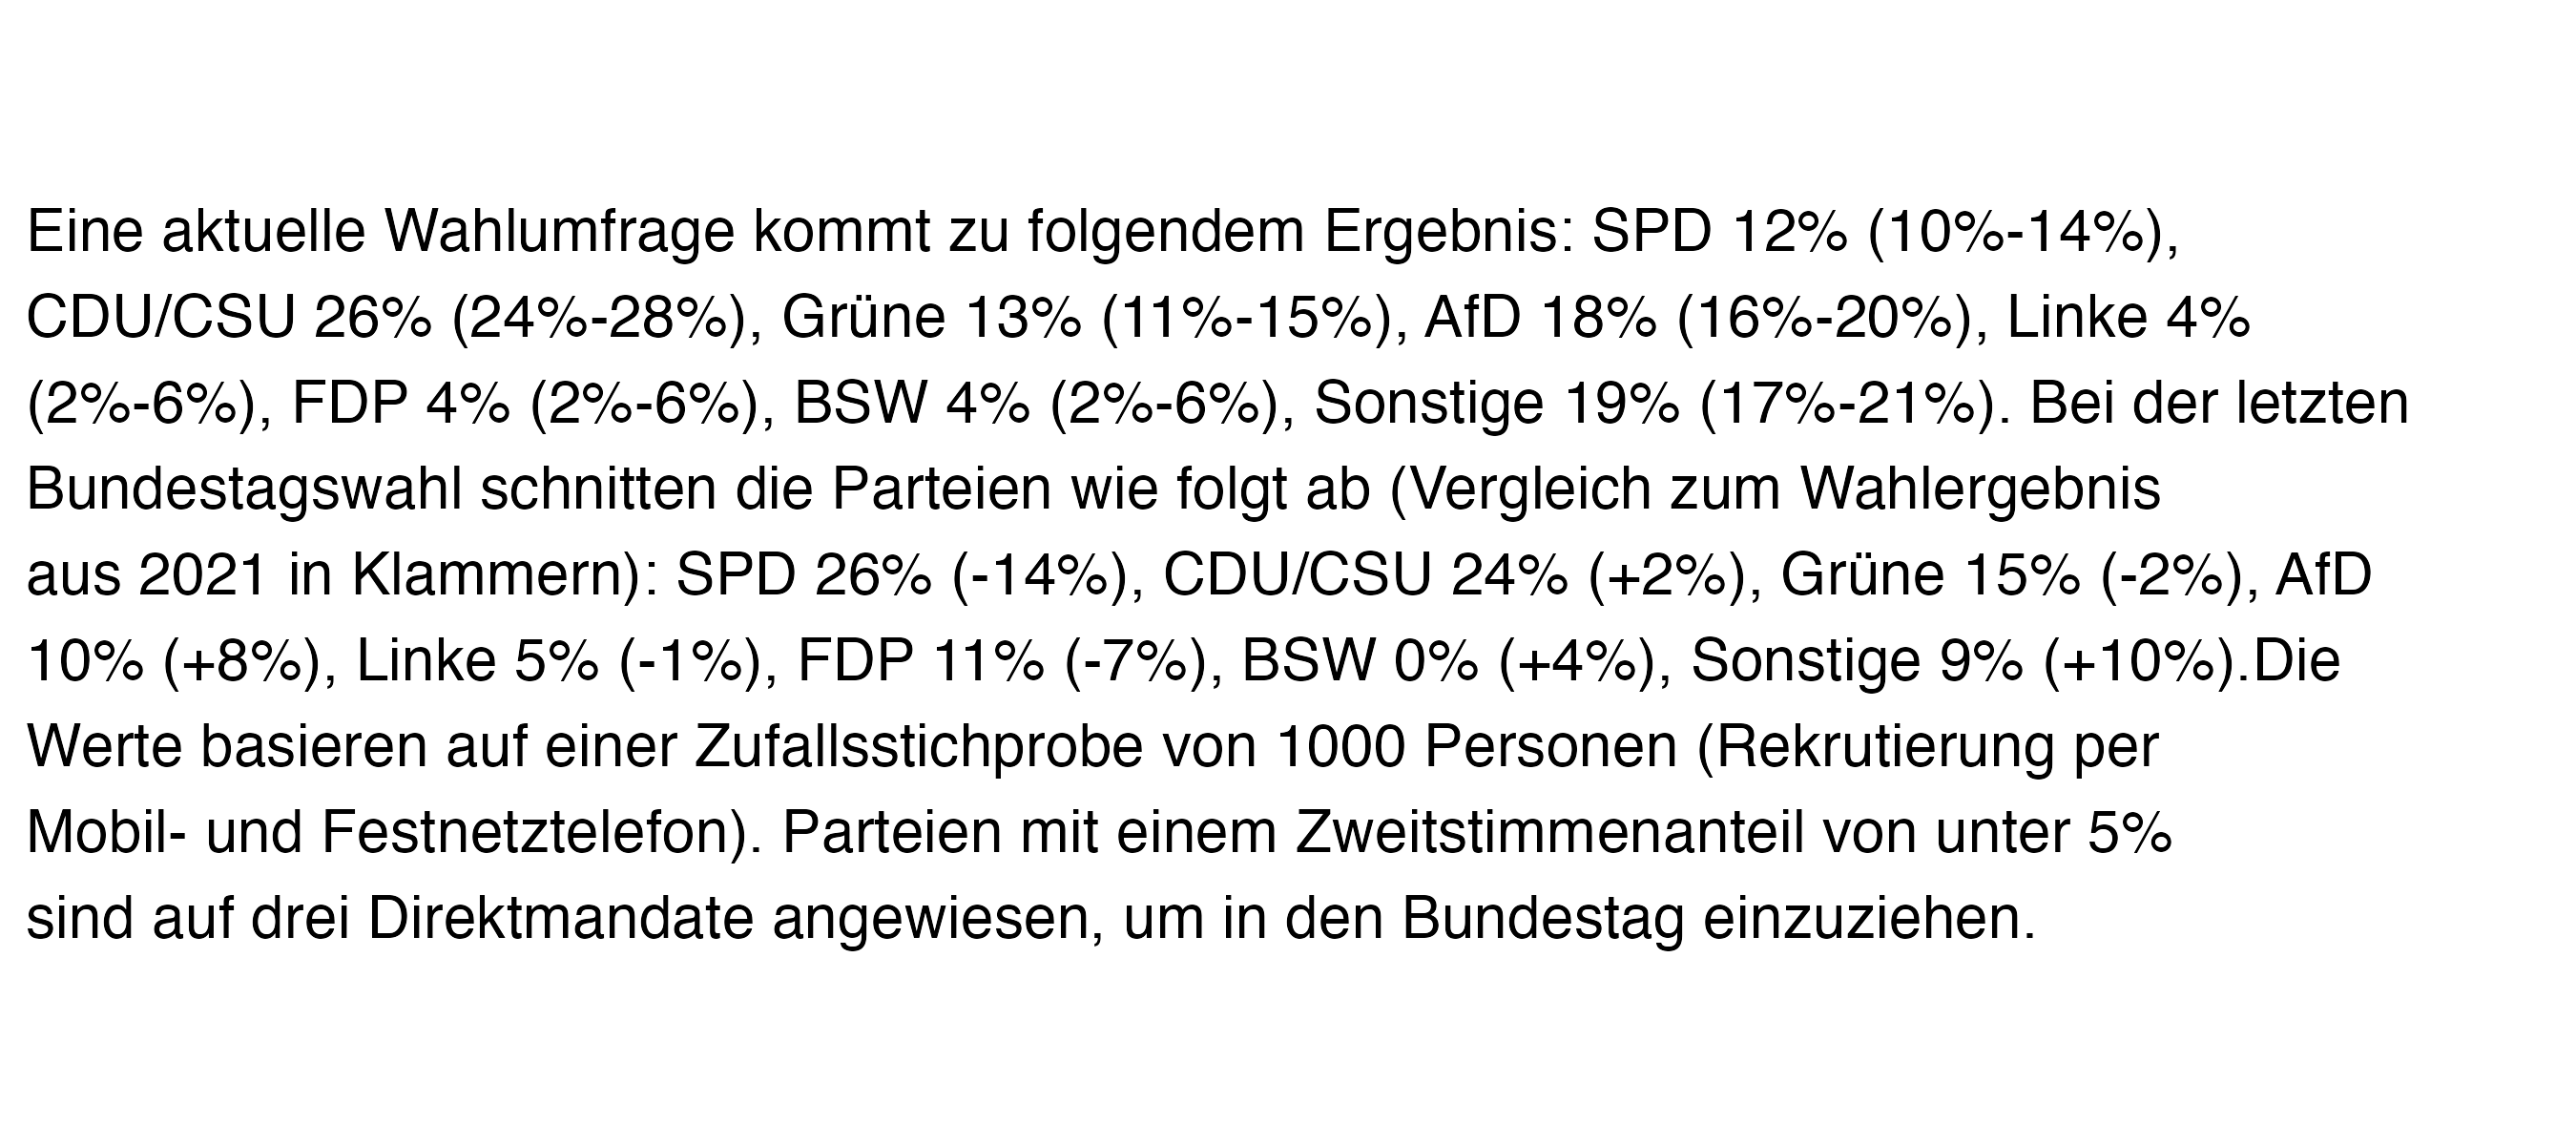 Eine aktuelle Wahlumfrage kommt zu folgendem Ergebnis: SPD 12% (10%-14%),
CDU/CSU 26% (24%-28%), Grüne 13% (11%-15%), AfD 18% (16%-20%), Linke 4%
(2%-6%), FDP 4% (2%-6%), BSW 4% (2%-6%), Sonstige 19% (17%-21%). Bei der letzten
Bundestagswahl schnitten die Parteien wie folgt ab (Vergleich zum Wahlergebnis
aus 2021 in Klammern): SPD 26% (-14%), CDU/CSU 24% (+2%), Grüne 15% (-2%), AfD
10% (+8%), Linke 5% (-1%), FDP 11% (-7%), BSW 0% (+4%), Sonstige 9% (+10%).Die
Werte basieren auf einer Zufallsstichprobe von 1000 Personen (Rekrutierung per
Mobil- und Festnetztelefon). Parteien mit einem Zweitstimmenanteil von unter 5%
sind auf drei Direktmandate angewiesen, um in den Bundestag einzuziehen.